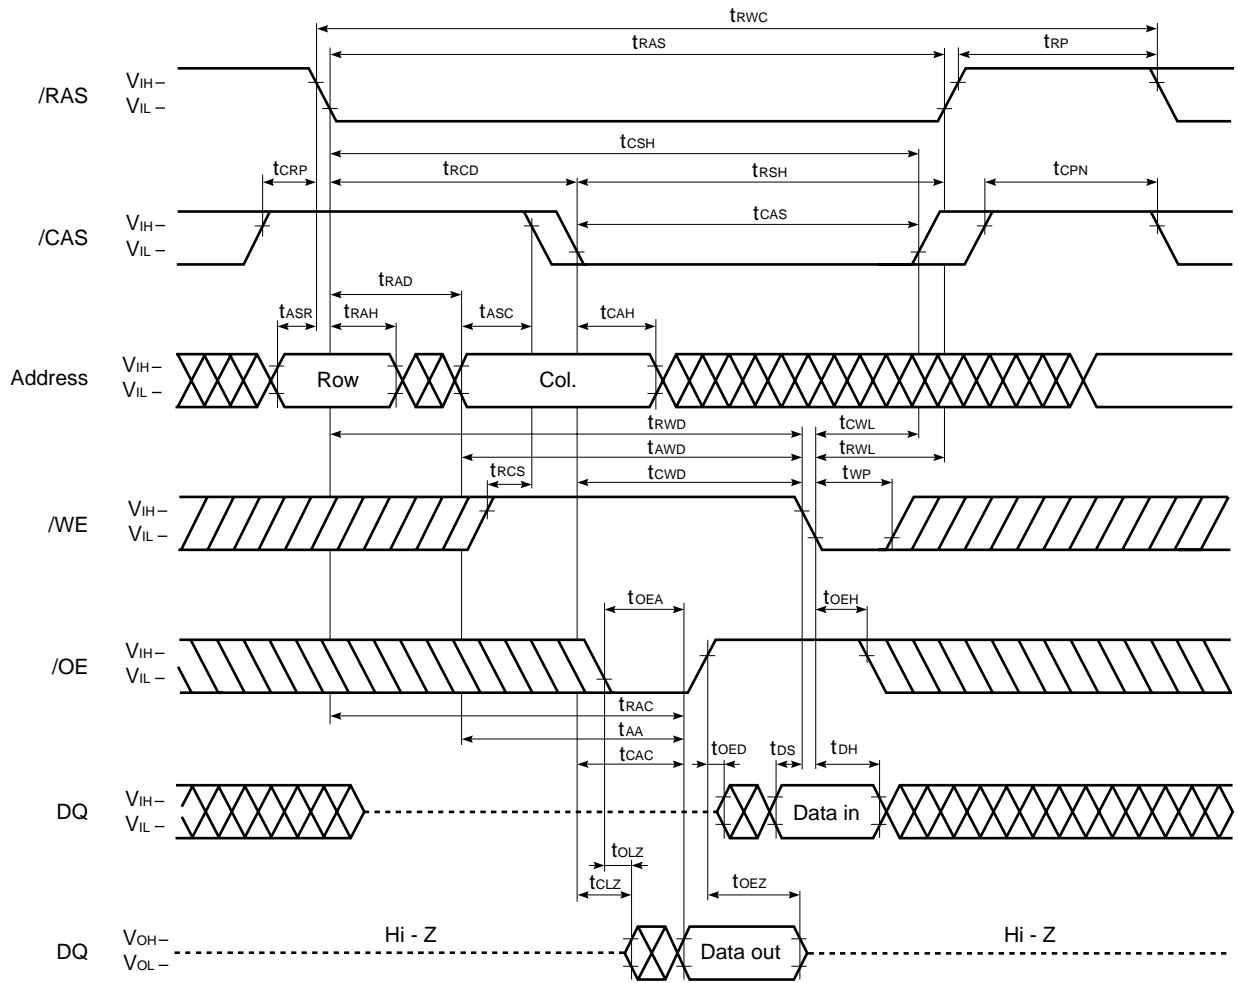 tRWC
tRAS
tRP
/RAS
VIH –
VIL –
tCSH
tCRP
tRCD
tRSH
tCPN
/CAS
VIH –
VIL –
tCAS
tRAD
tASR
tRAH
tASC
tCAH
Address
VIH –
VIL –
Row
Col.
tRWD
tCWL
tAWD
tRWL
tRCS
tCWD
tWP
/WE
VIH –
VIL –
tOEA
tOEH
/OE
VIH –
VIL –
tRAC
tAA
tCAC
tOED
tDS
tDH
DQ
VIH –
VIL –
Data in
tOLZ
tCLZ
tOEZ
DQ
VOH –
VOL –
Hi - Z
Data out
Hi - Z